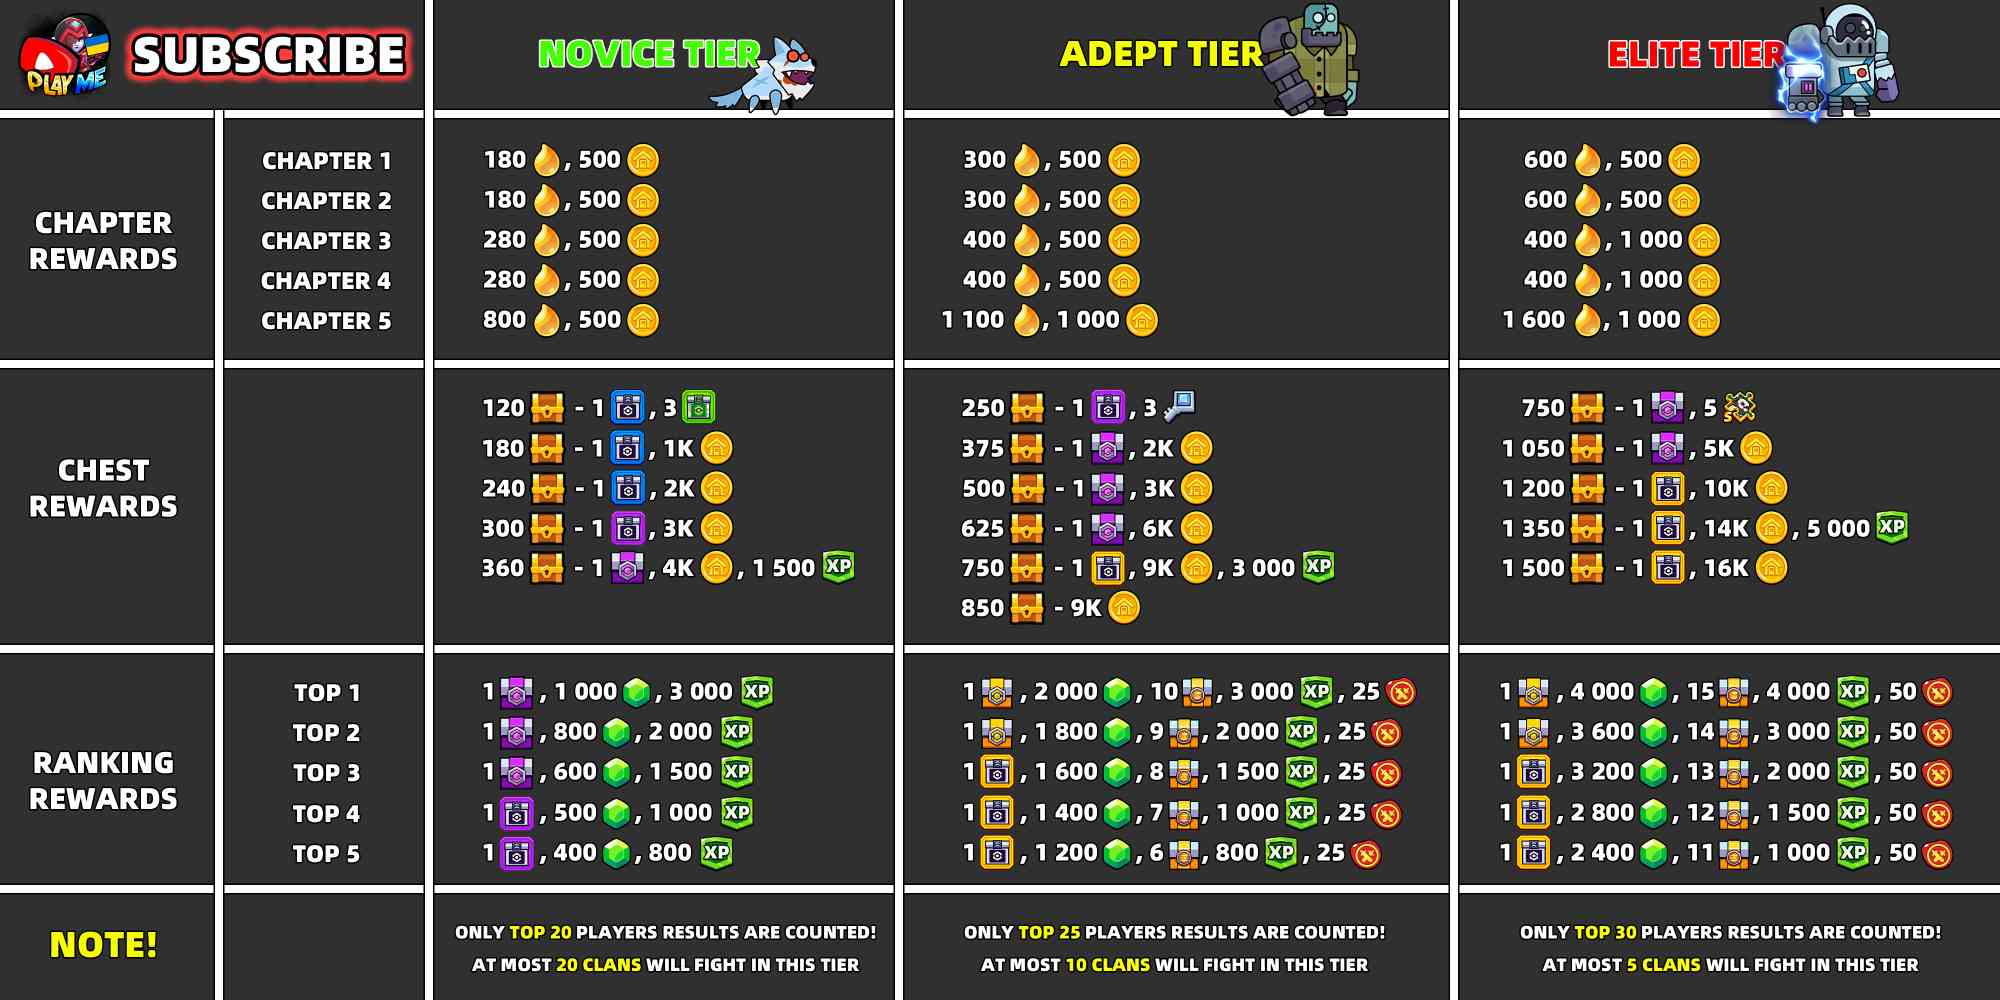 PLAY ME
SUBSCRIBE
NOVICE TIER
ADEPT TIER
ELITE TIER
CHAPTER
REWARDS
CHAPTER 1
180 , 500
300 , 500
600 , 500
CHAPTER 2
180 , 500
300 , 500
600 , 500
CHAPTER 3
280 , 500
400 , 500
400 , 1 000
CHAPTER 4
280 , 500
400 , 500
400 , 1 000
CHAPTER 5
800 , 500
1 100 , 1 000
1 600 , 1 000
CHEST
REWARDS
120 - 1 , 3
180 - 1 , 1K
240 - 1 , 2K
300 - 1 , 3K
360 - 1 , 4K , 1 500 XP
250 - 1 , 3
375 - 1 , 2K
500 - 1 , 3K
625 - 1 , 6K
750 - 1 , 9K , 3 000 XP
850 - 9K
750 - 1 , 5
1 050 - 1 , 5K
1 200 - 1 , 10K
1 350 - 1 , 14K , 5 000 XP
1 500 - 1 , 16K
RANKING
REWARDS
TOP 1
1 , 1 000 , 3 000 XP
1 , 2 000 , 10 , 3 000 XP , 25
1 , 4 000 , 15 , 4 000 XP , 50
TOP 2
1 , 800 , 2 000 XP
1 , 1 800 , 9 , 2 000 XP , 25
1 , 3 600 , 14 , 3 000 XP , 50
TOP 3
1 , 600 , 1 500 XP
1 , 1 600 , 8 , 1 500 XP , 25
1 , 3 200 , 13 , 2 000 XP , 50
TOP 4
1 , 500 , 1 000 XP
1 , 1 400 , 7 , 1 000 XP , 25
1 , 2 800 , 12 , 1 500 XP , 50
TOP 5
1 , 400 , 800 XP
1 , 1 200 , 6 , 800 XP , 25
1 , 2 400 , 11 , 1 000 XP , 50
NOTE!
ONLY TOP 20 PLAYERS RESULTS ARE COUNTED!
AT MOST 20 CLANS WILL FIGHT IN THIS TIER
ONLY TOP 25 PLAYERS RESULTS ARE COUNTED!
AT MOST 10 CLANS WILL FIGHT IN THIS TIER
ONLY TOP 30 PLAYERS RESULTS ARE COUNTED!
AT MOST 5 CLANS WILL FIGHT IN THIS TIER